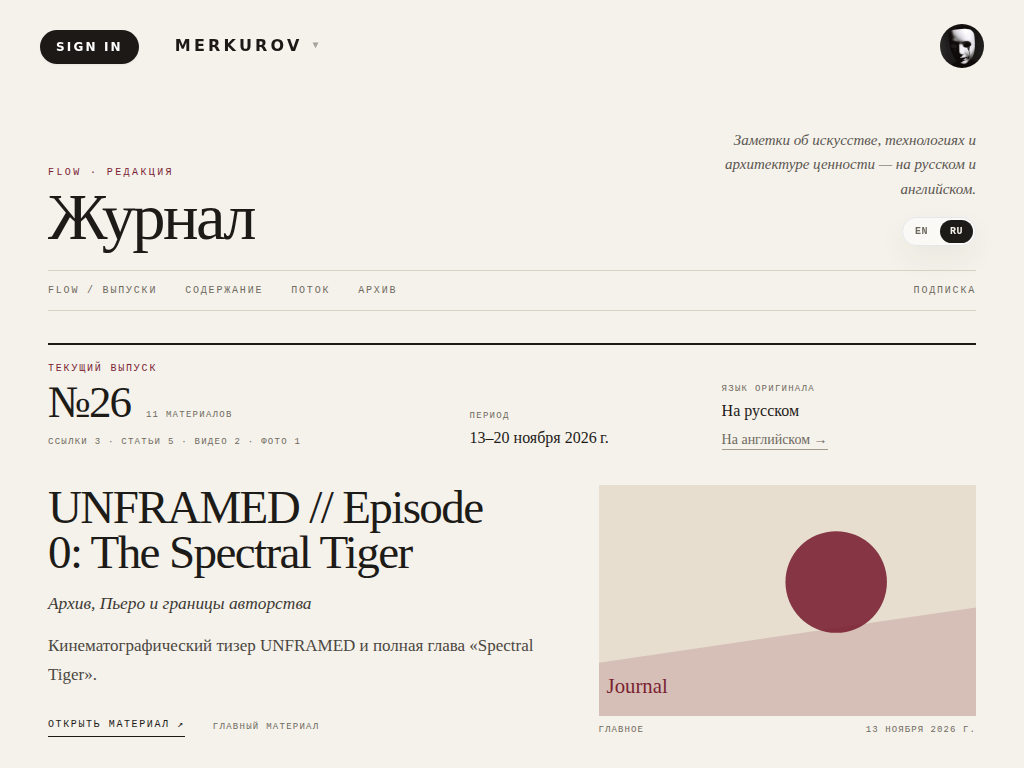 SIGN IN
MERKUROV ▼
Заметки об искусстве, технологиях и
архитектуре ценности — на русском и
английском.
FLOW · РЕДАКЦИЯ
Журнал
EN RU
FLOW / ВЫПУСКИ СОДЕРЖАНИЕ ПОТОК АРХИВ ПОДПИСКА
ТЕКУЩИЙ ВЫПУСК
№26 11 МАТЕРИАЛОВ
ССЫЛКИ 3 · СТАТЬИ 5 · ВИДЕО 2 · ФОТО 1
ПЕРИОД
13–20 ноября 2026 г.
ЯЗЫК ОРИГИНАЛА
На русском
На английском →
UNFRAMED // Episode
0: The Spectral Tiger
Архив, Пьеро и границы авторства
Кинематографический тизер UNFRAMED и полная глава «Spectral
Tiger».
ОТКРЫТЬ МАТЕРИАЛ ↗ ГЛАВНЫЙ МАТЕРИАЛ
Journal
ГЛАВНОЕ 13 НОЯБРЯ 2026 Г.